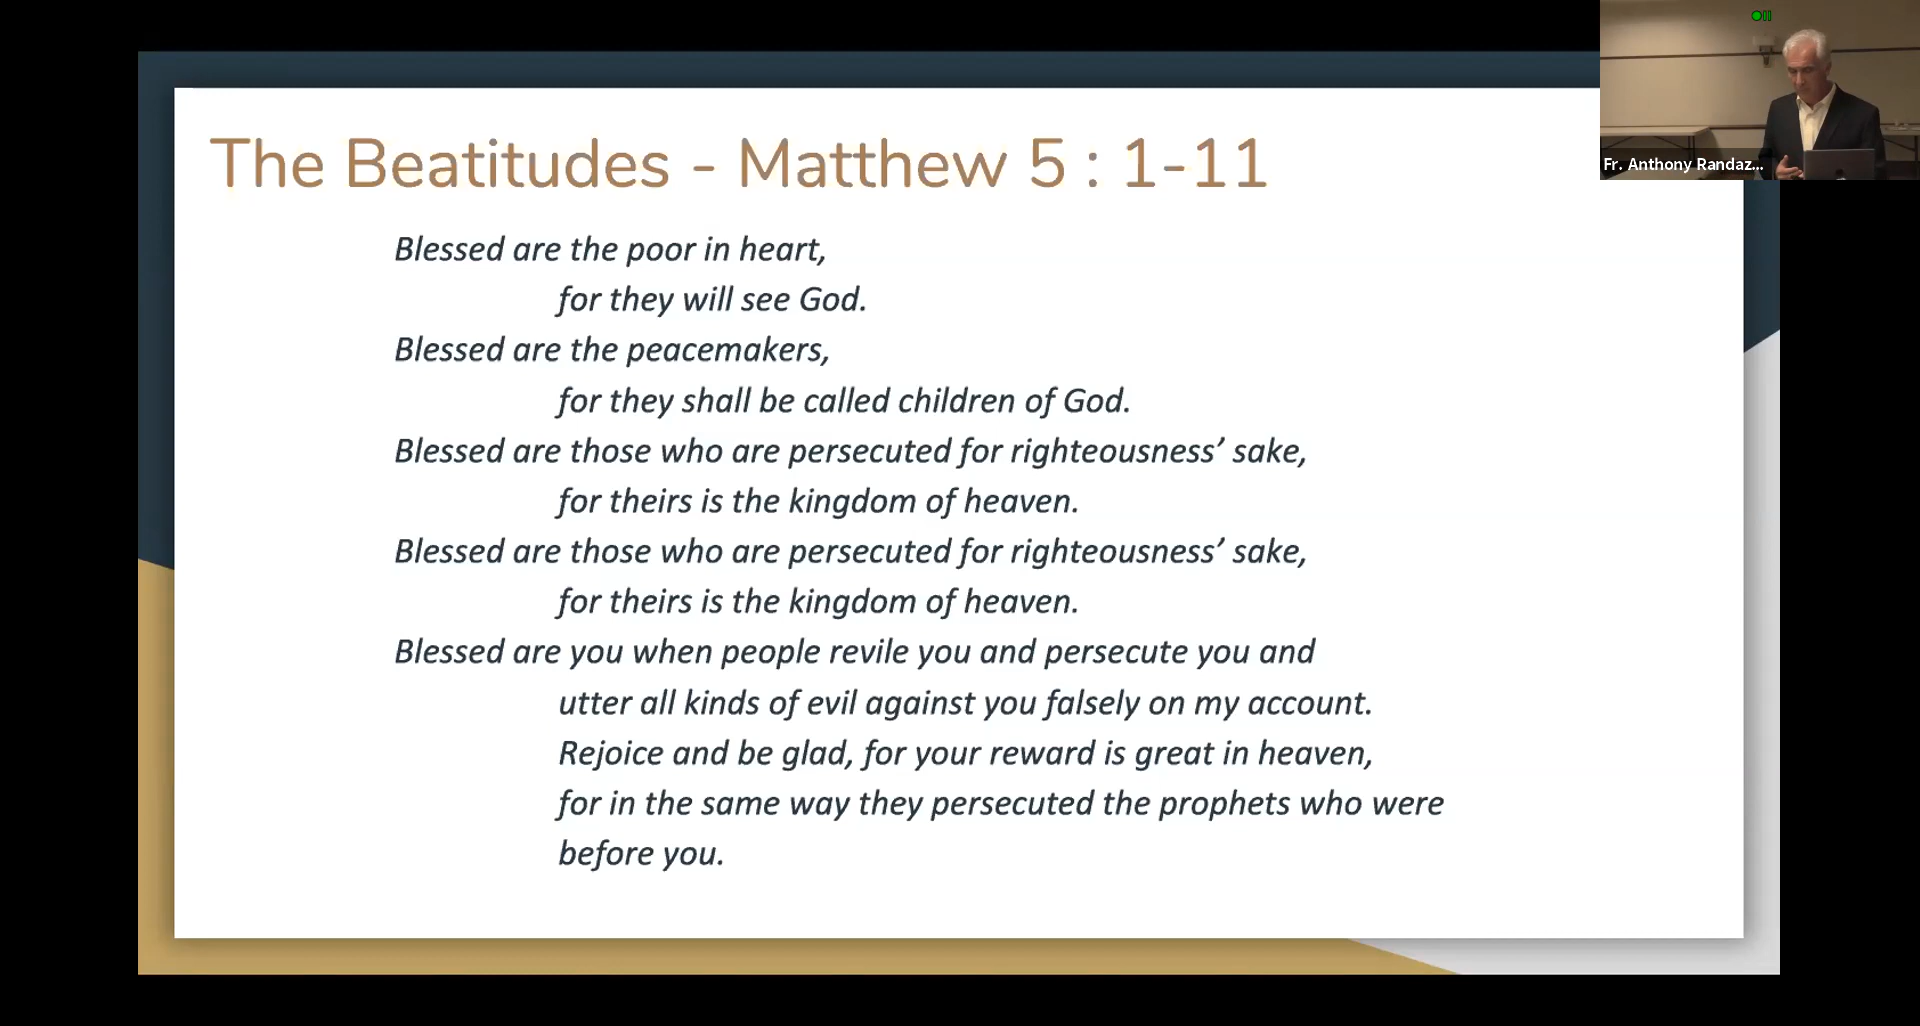 The Beatitudes - Matthew 5 : 1-11
Fr. Anthony Randaz...
Blessed are the poor in heart,
for they will see God.
Blessed are the peacemakers,
for they shall be called children of God.
Blessed are those who are persecuted for righteousness’ sake,
for theirs is the kingdom of heaven.
Blessed are those who are persecuted for righteousness’ sake,
for theirs is the kingdom of heaven.
Blessed are you when people revile you and persecute you and
utter all kinds of evil against you falsely on my account.
Rejoice and be glad, for your reward is great in heaven,
for in the same way they persecuted the prophets who were
before you.